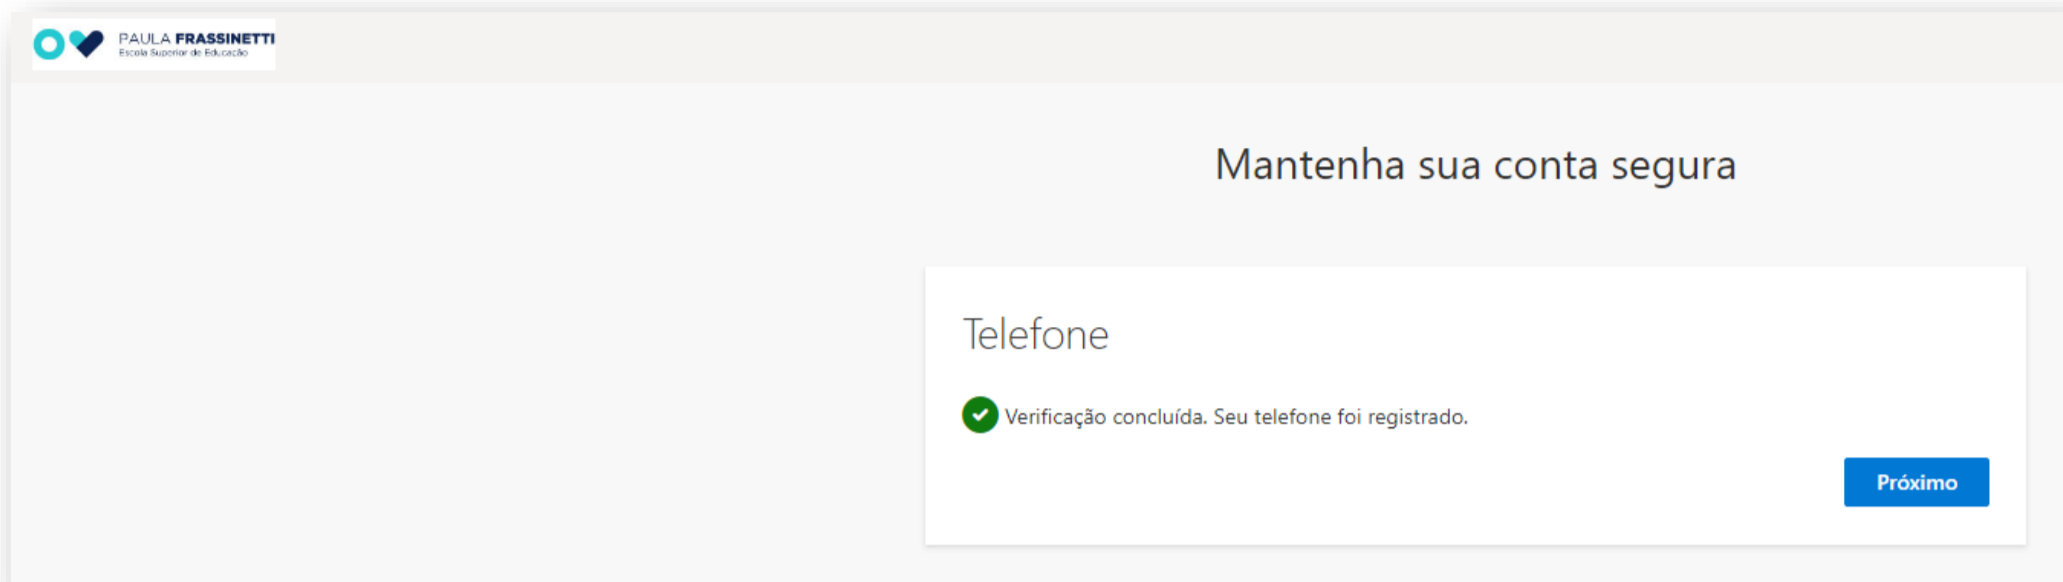 PAULA FRASSINETTI
Escola Superior de Educação
Mantenha sua conta segura
Telefone
Verificação concluída. Seu telefone foi registrado.
Próximo